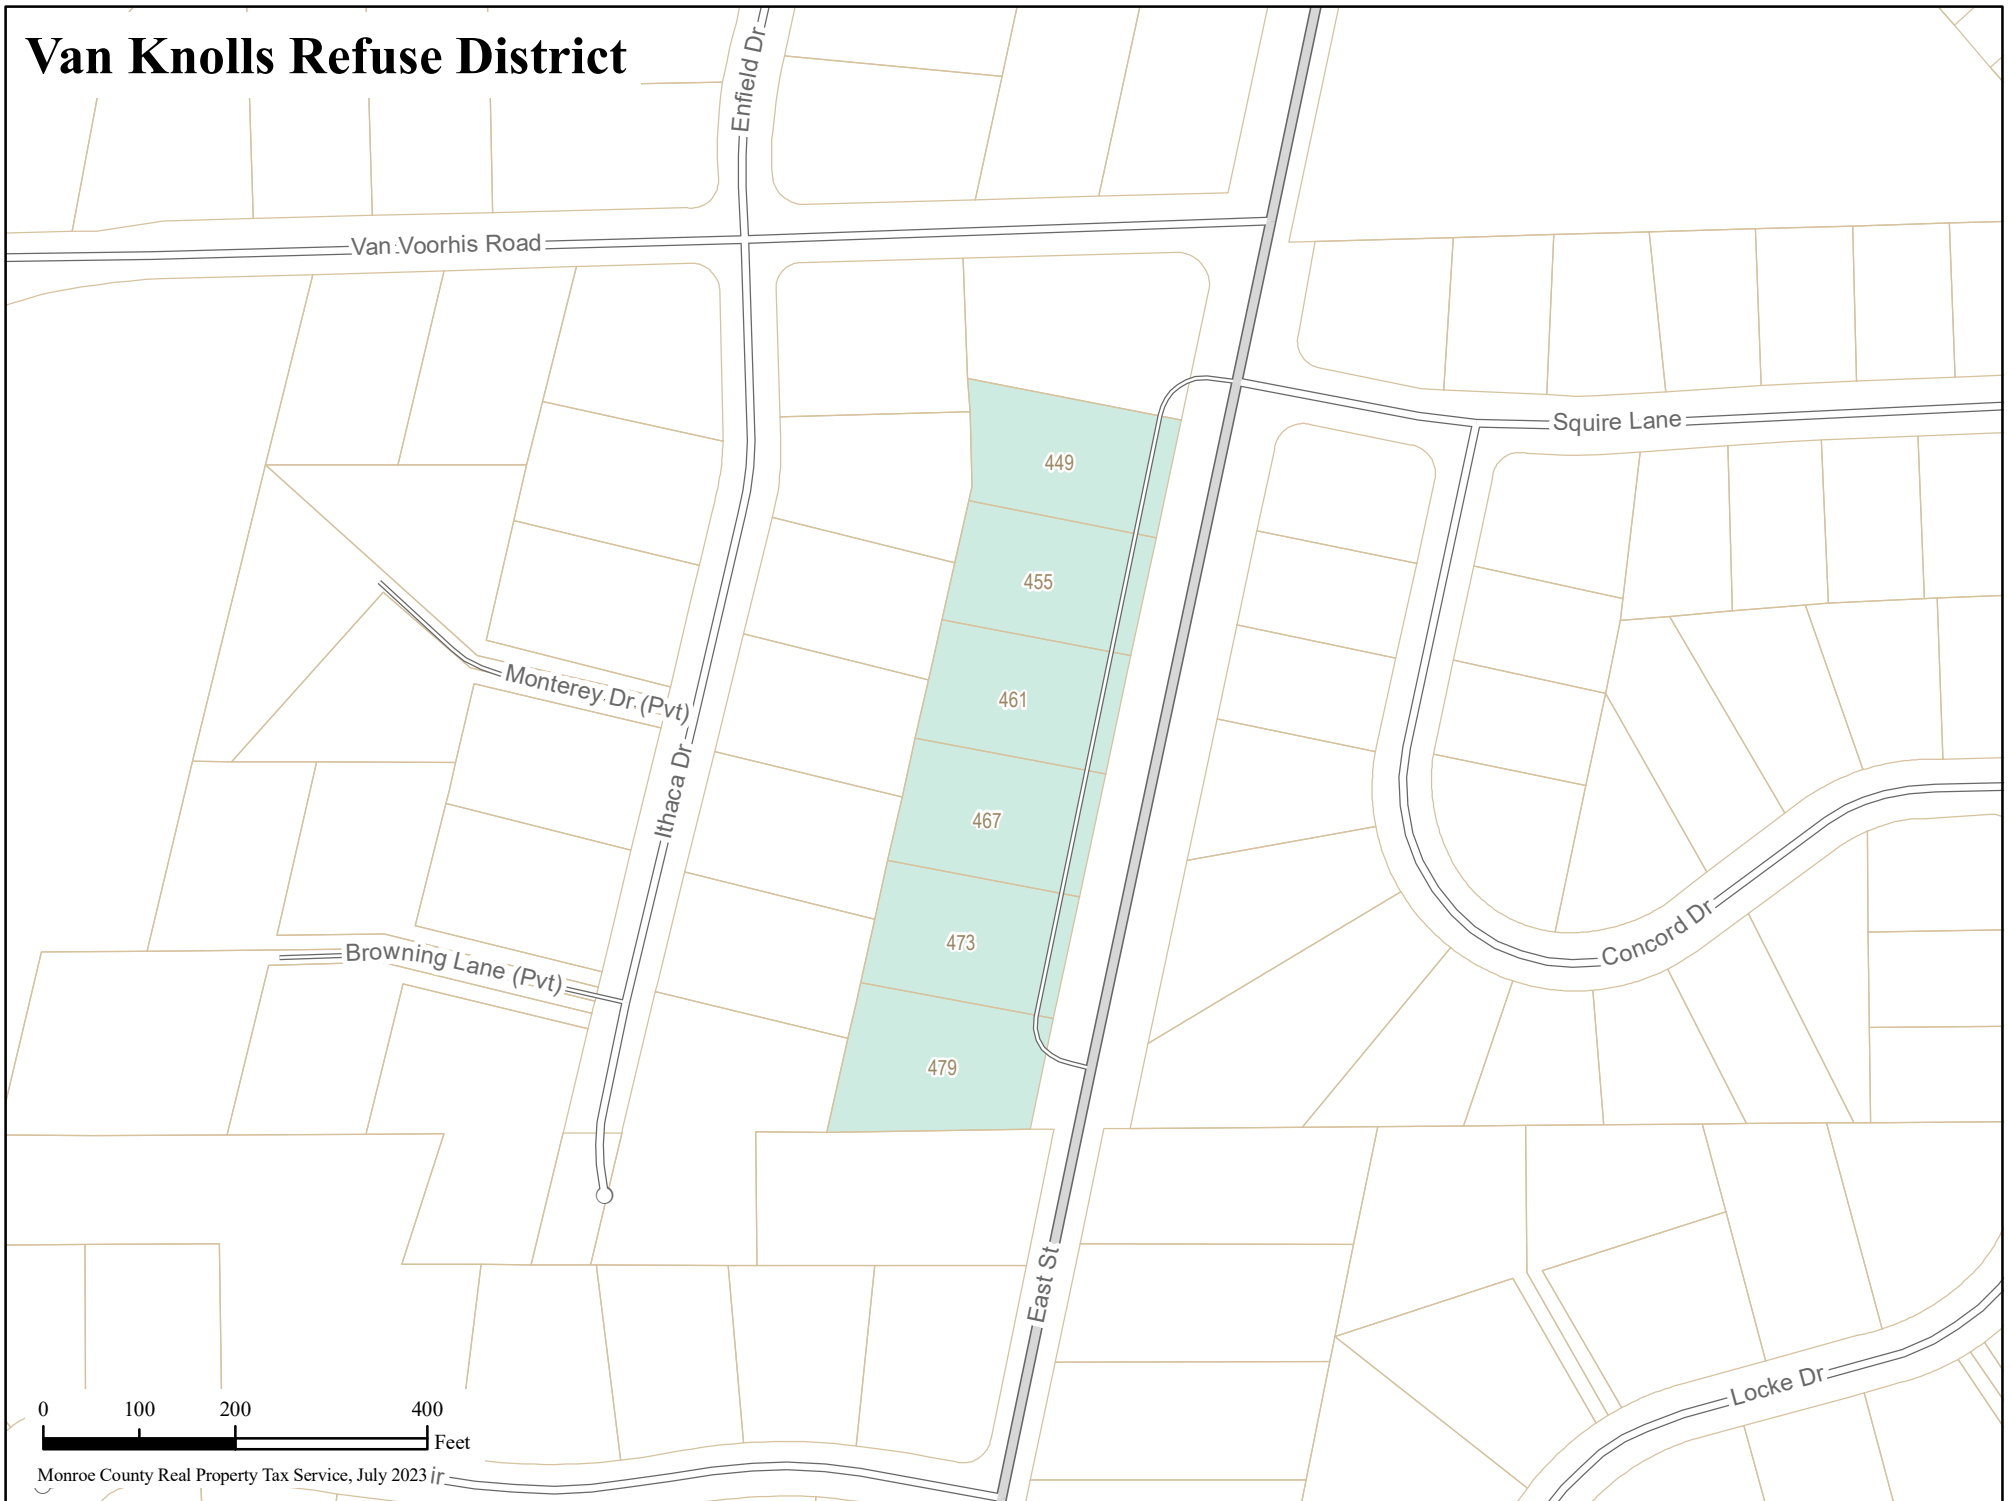 Van Knolls Refuse District
Enfield Dr
Van Voorhis Road
Squire Lane
449
455
461
Monterey Dr (Pvt)
Ithaca Dr
467
Concord Dr
473
Browning Lane (Pvt)
479
East St
Locke Dr
0 100 200 400
Feet
Monroe County Real Property Tax Service, July 2023
ir